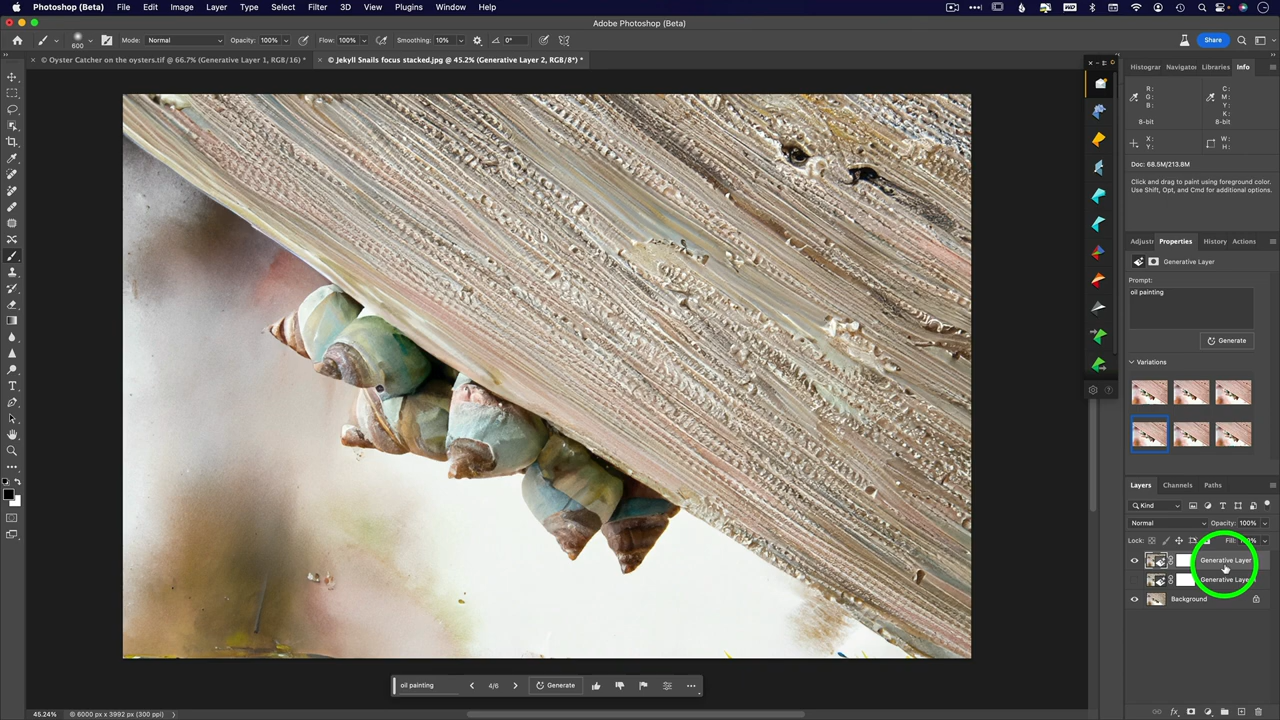 Photoshop (Beta) File Edit Image Layer Type Select Filter 3D View Plugins Window Help
Adobe Photoshop (Beta)
600 Mode: Normal Opacity: 100% Flow: 100% Smoothing: 10% 0° Share
© Oyster Catcher on the oysters.tif @ 66.7% (Generative Layer 1, RGB/16) * © Jekyll Snails focus stacked.jpg @ 45.2% (Generative Layer 2, RGB/8*) *
Histograr Navigato Libraries Info
R: C:
G: M:
B: Y:
K:
8-bit 8-bit
X: W:
Y: H:
Doc: 68.5M/213.8M
Click and drag to paint using foreground color.
Use Shift, Opt, and Cmd for additional options.
Adjustr Properties History Actions
Generative Layer
Prompt:
oil painting
Generate
Variations
Layers Channels Paths
Kind
Normal Opacity: 100%
Lock: Fill:
Generative Layer
Generative Layer
Background
oil painting 4/6 Generate
45.24% © 6000 px x 3992 px (300 ppi)